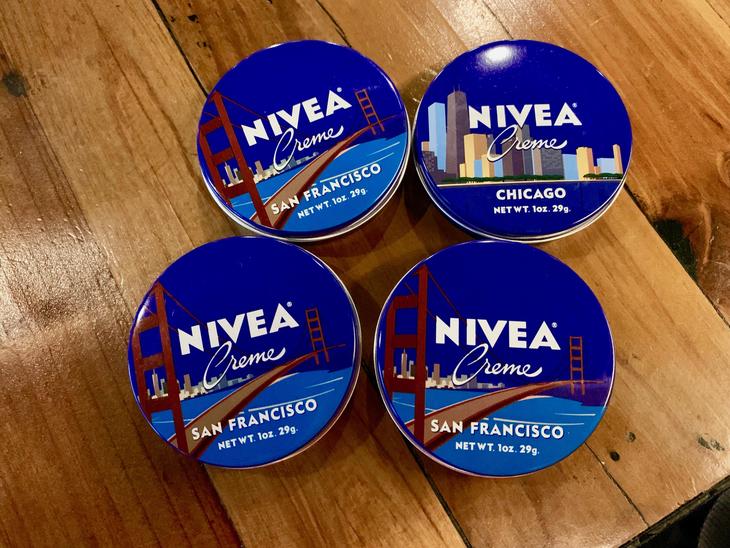 NIVEA®
Creme
SAN FRANCISCO
NET WT. 1oz. 29g.
NIVEA®
Creme
CHICAGO
NET WT. 1oz. 29g.
NIVEA®
Creme
SAN FRANCISCO
NET WT. 1oz. 29g.
NIVEA®
Creme
SAN FRANCISCO
NET WT. 1oz. 29g.